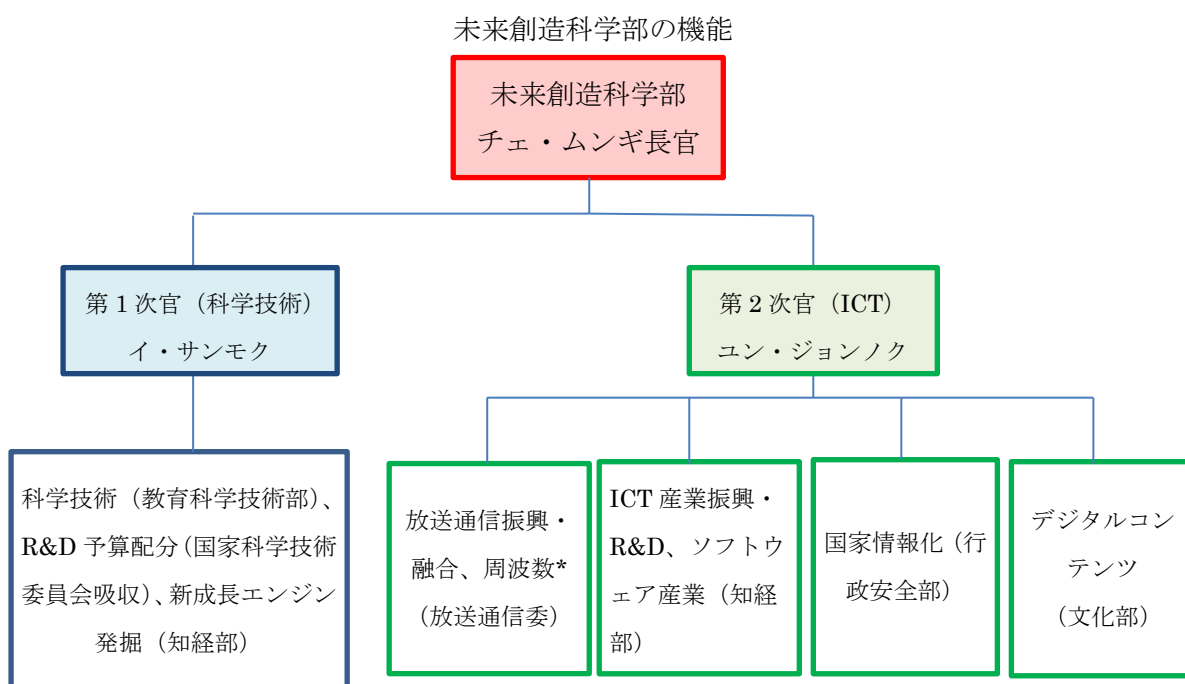 未来創造科学部の機能
未来創造科学部
チェ・ムンギ長官
第1次官（科学技術）
イ・サンモク
第2次官（ICT）
ユン・ジョンノク
科学技術（教育科学技術部）、
R&D予算配分（国家科学技術
委員会吸収）、新成長エンジン
発掘（知経部）
放送通信振興・
融合、周波数*
（放送通信委）
ICT産業振興・
R&D、ソフトウ
ェア産業（知経
部）
国家情報化（行
政安全部）
デジタルコン
テンツ
（文化部）